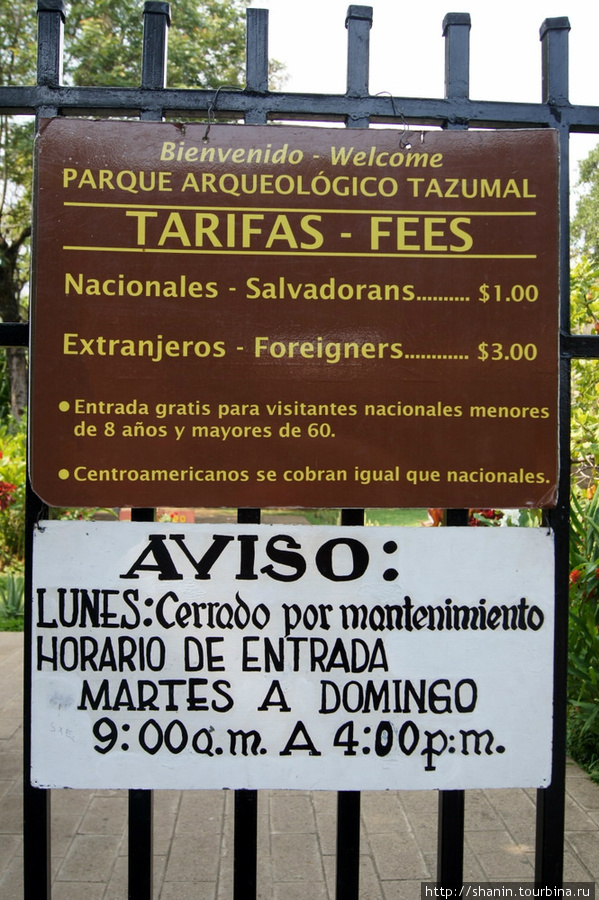 Bienvenido - Welcome
PARQUE ARQUEOLÓGICO TAZUMAL
TARIFAS - FEES
Nacionales - Salvadorans.......... $1.00
Extranjeros - Foreigners............ $3.00
● Entrada gratis para visitantes nacionales menores
de 8 años y mayores de 60.
● Centroamericanos se cobran igual que nacionales.
AVISO:
LUNES: Cerrado por mantenimiento
HORARIO DE ENTRADA
MARTES A DOMINGO
9:00a.m. A 4:00p:m.
http://shanin.tourbina.ru